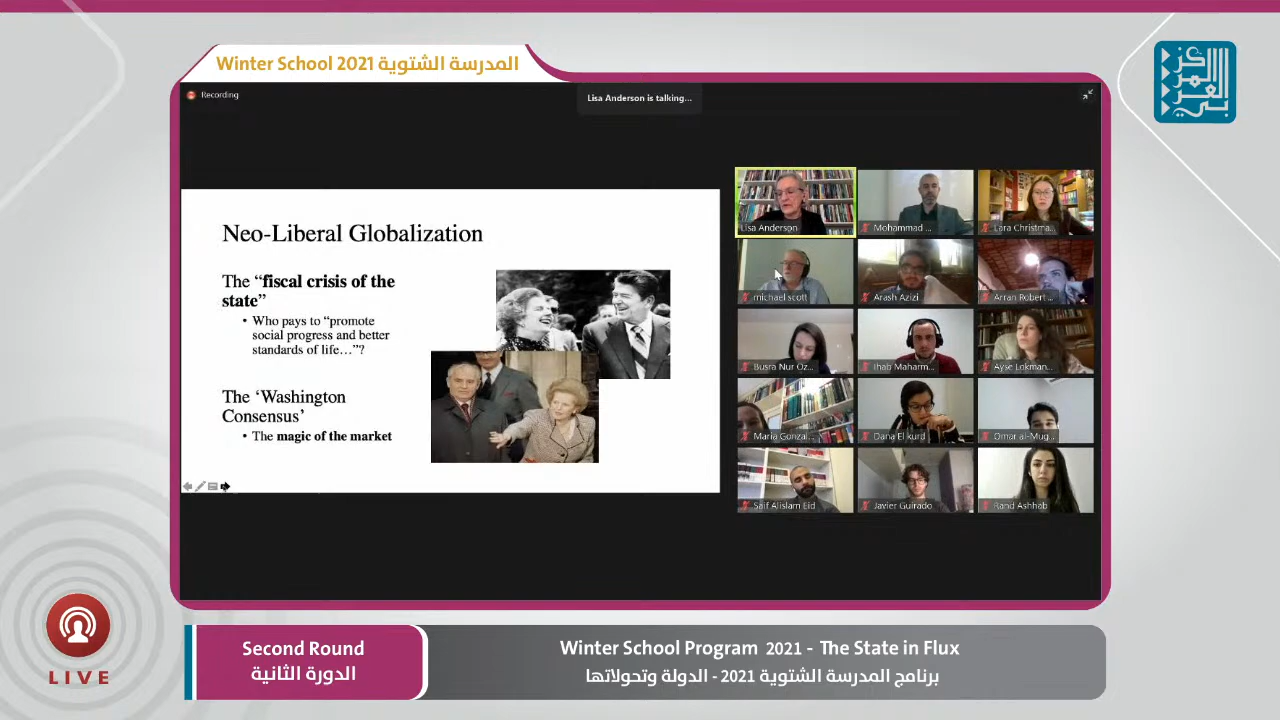 Winter School 2021 المدرسة الشتوية
المركز
العربي
Recording
Lisa Anderson is talking...
Neo-Liberal Globalization
The “fiscal crisis of the
state”
• Who pays to “promote
social progress and better
standards of life…”?
The ‘Washington
Consensus’
• The magic of the market
Lisa Anderson
Mohammad ...
Lara Christma...
michael scott
Arash Azizi
Arran Robert ...
Busra Nur Oz...
Ihab Maharm...
Ayse Lokman...
Maria Gonzal...
Dana El kurd
Omar al-Mug...
Saif Alislam Eid
Javier Guirado
Rand Ashhab
LIVE
Second Round
الدورة الثانية
Winter School Program 2021 - The State in Flux
برنامج المدرسة الشتوية 2021 - الدولة وتحولاتها